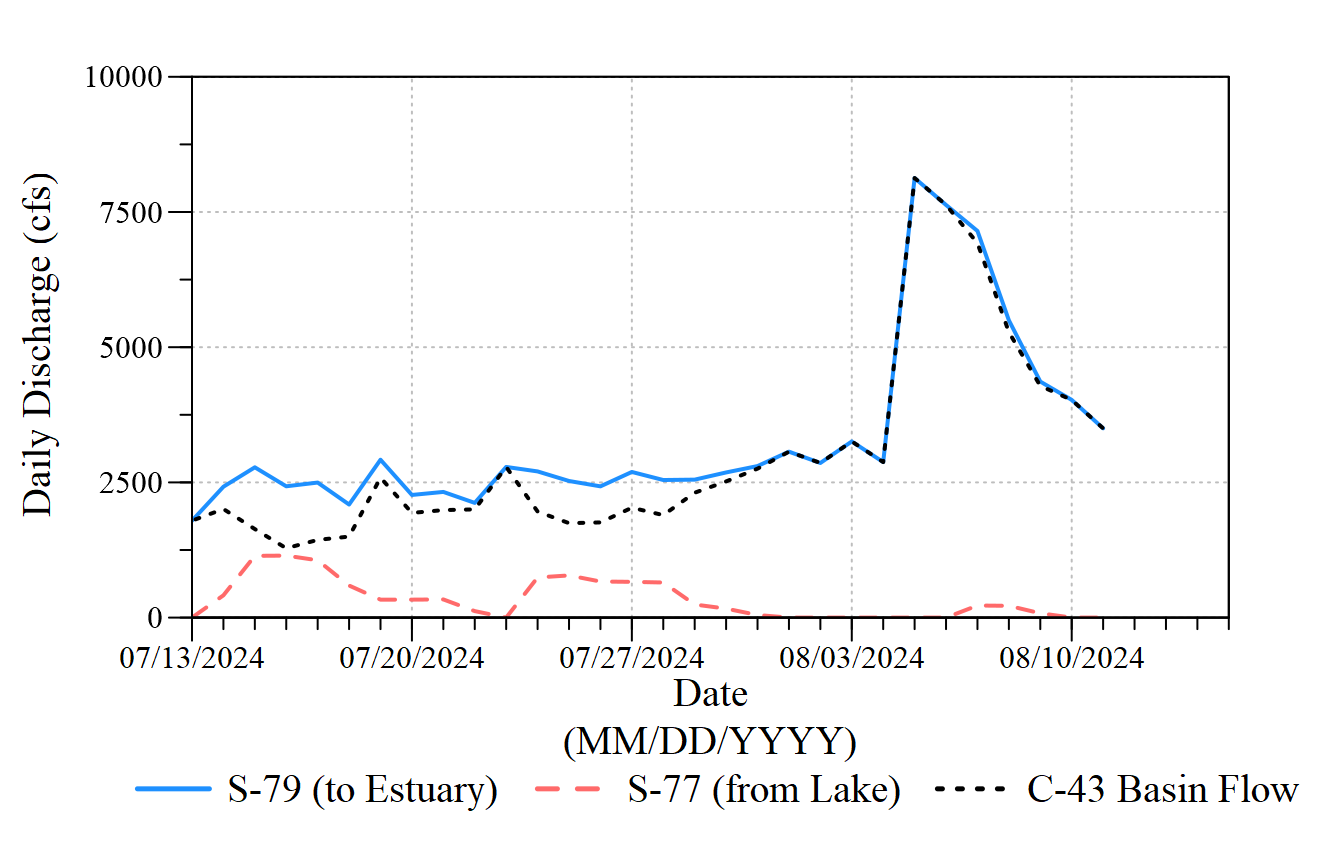 10000
7500
5000
2500
0
Daily Discharge (cfs)
07/13/2024 07/20/2024 07/27/2024 08/03/2024 08/10/2024
Date
(MM/DD/YYYY)
S-79 (to Estuary) S-77 (from Lake) C-43 Basin Flow